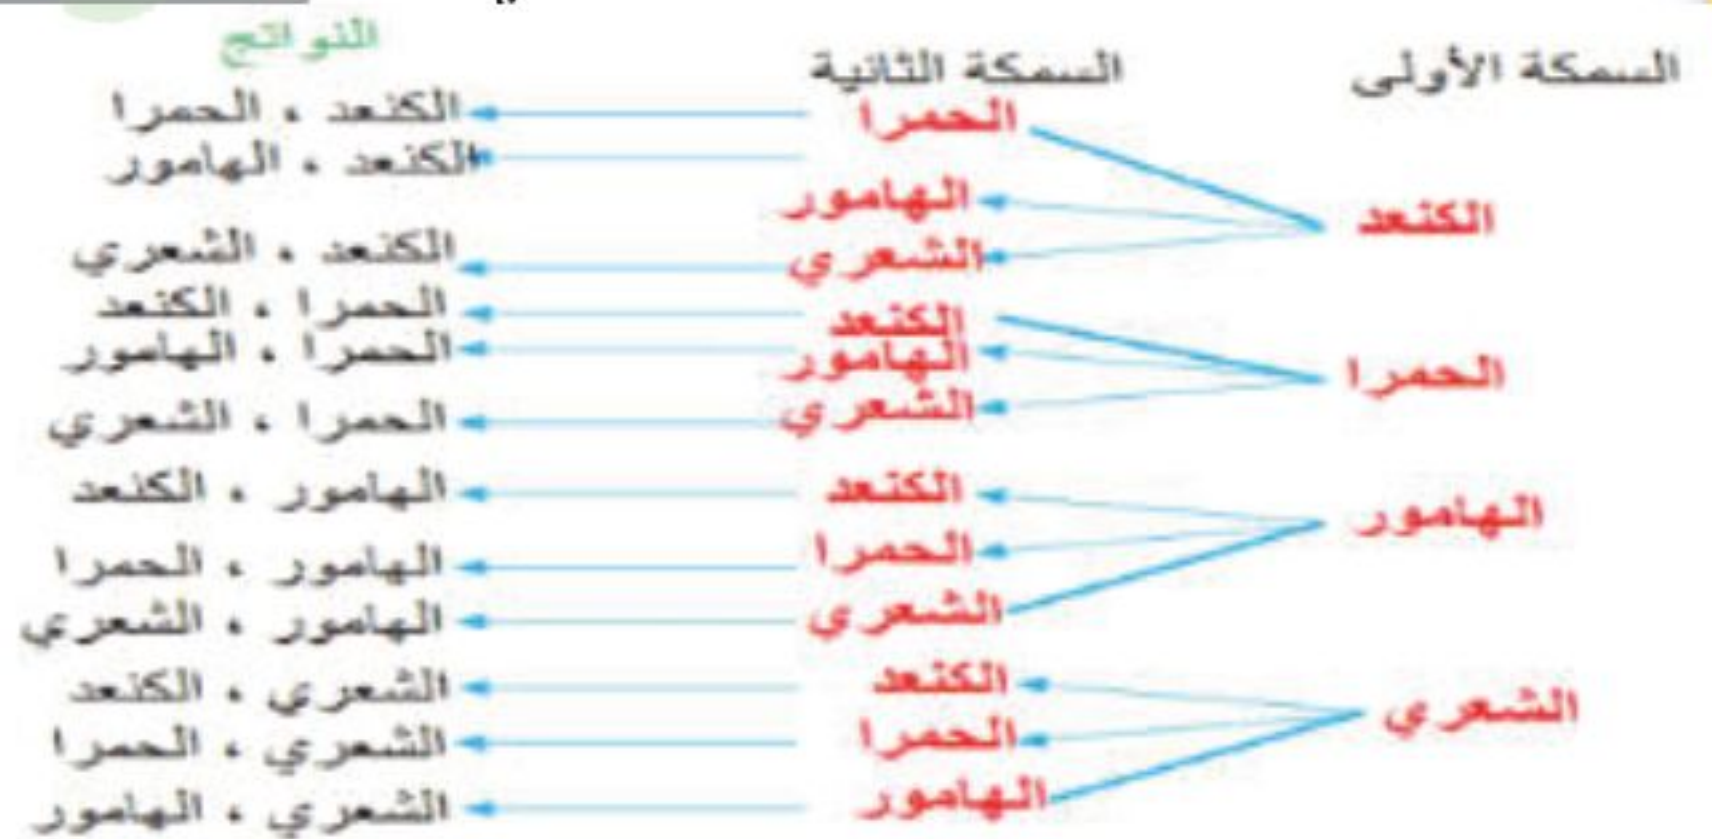 السمكة الأولى السمكة الثانية النواتج
الحمرا الكنعد ، الحمرا
الكنعد ، الهامور
الكنعد الهامور
الشعري الكنعد ، الشعري
الكنعد الحمرا ، الكنعد
الحمرا الهامور الحمرا ، الهامور
الشعري الحمرا ، الشعري
الكنعد الهامور ، الكنعد
الهامور الحمرا الهامور ، الحمرا
الشعري الهامور ، الشعري
الكنعد الشعري ، الكنعد
الشعري الحمرا الشعري ، الحمرا
الهامور الشعري ، الهامور